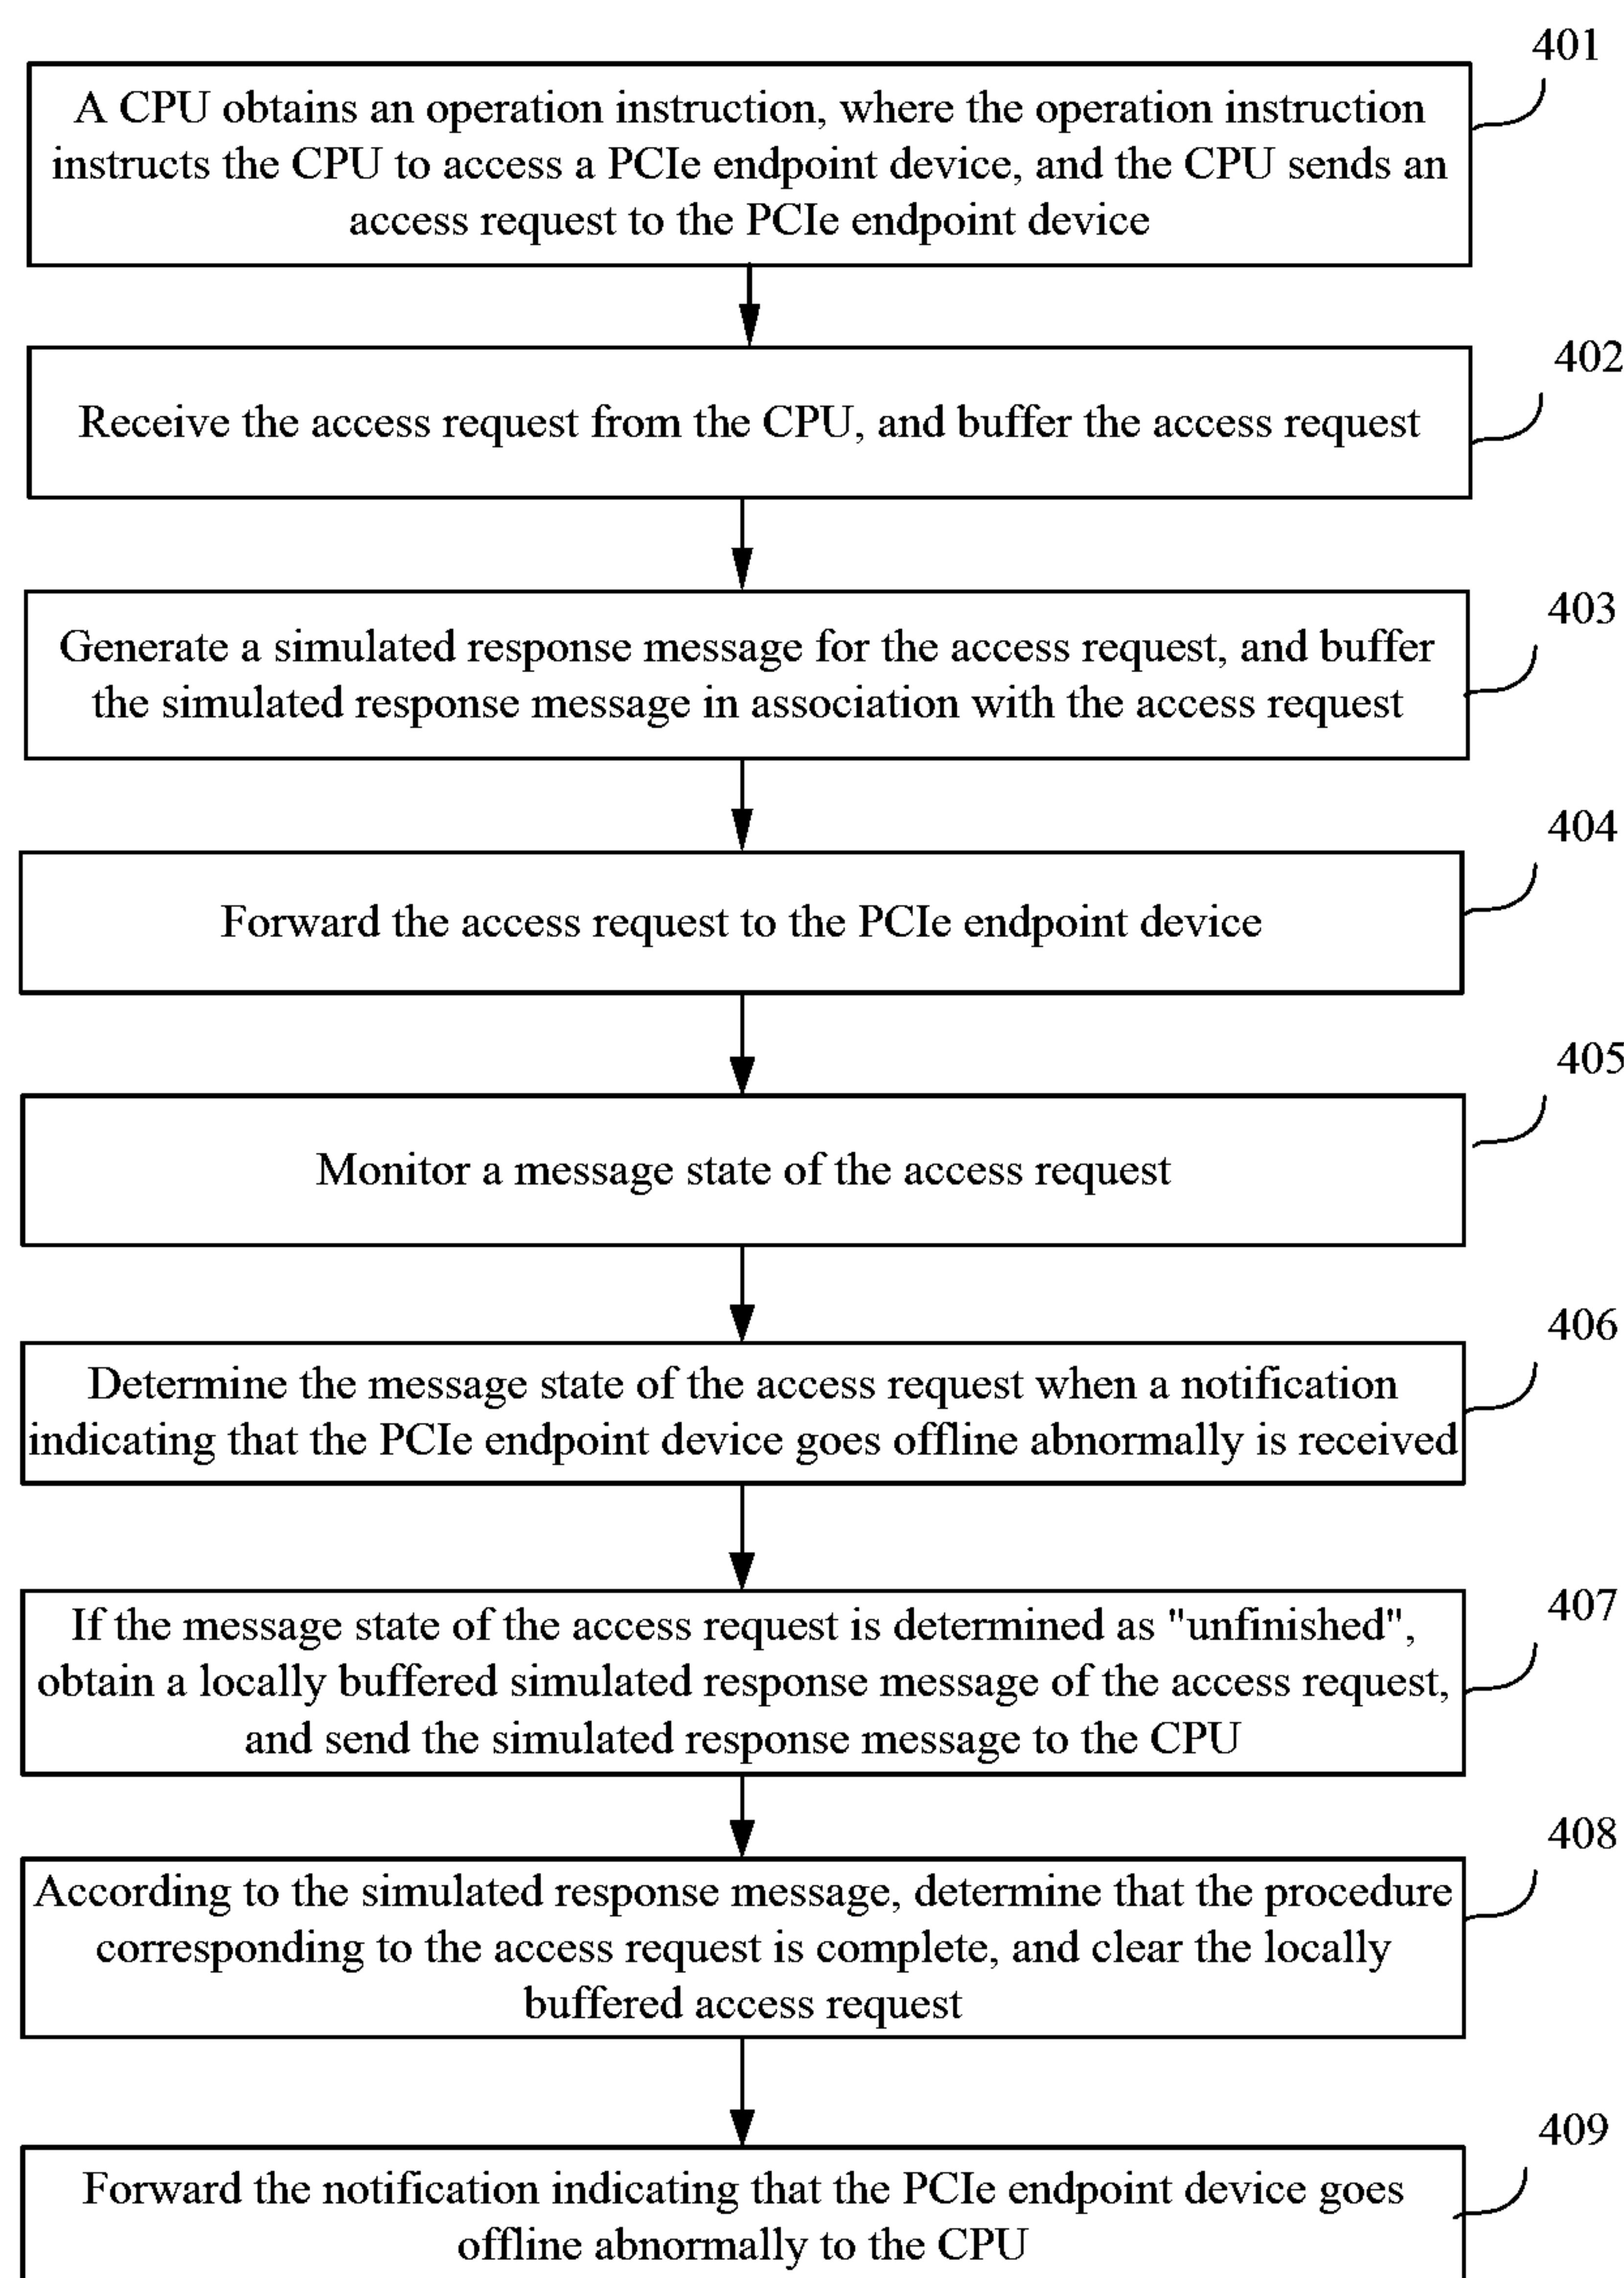 401
A CPU obtains an operation instruction, where the operation instruction
instructs the CPU to access a PCIe endpoint device, and the CPU sends an
access request to the PCIe endpoint device
402
Receive the access request from the CPU, and buffer the access request
403
Generate a simulated response message for the access request, and buffer
the simulated response message in association with the access request
404
Forward the access request to the PCIe endpoint device
405
Monitor a message state of the access request
406
Determine the message state of the access request when a notification
indicating that the PCIe endpoint device goes offline abnormally is received
407
If the message state of the access request is determined as "unfinished",
obtain a locally buffered simulated response message of the access request,
and send the simulated response message to the CPU
408
According to the simulated response message, determine that the procedure
corresponding to the access request is complete, and clear the locally
buffered access request
409
Forward the notification indicating that the PCIe endpoint device goes
offline abnormally to the CPU